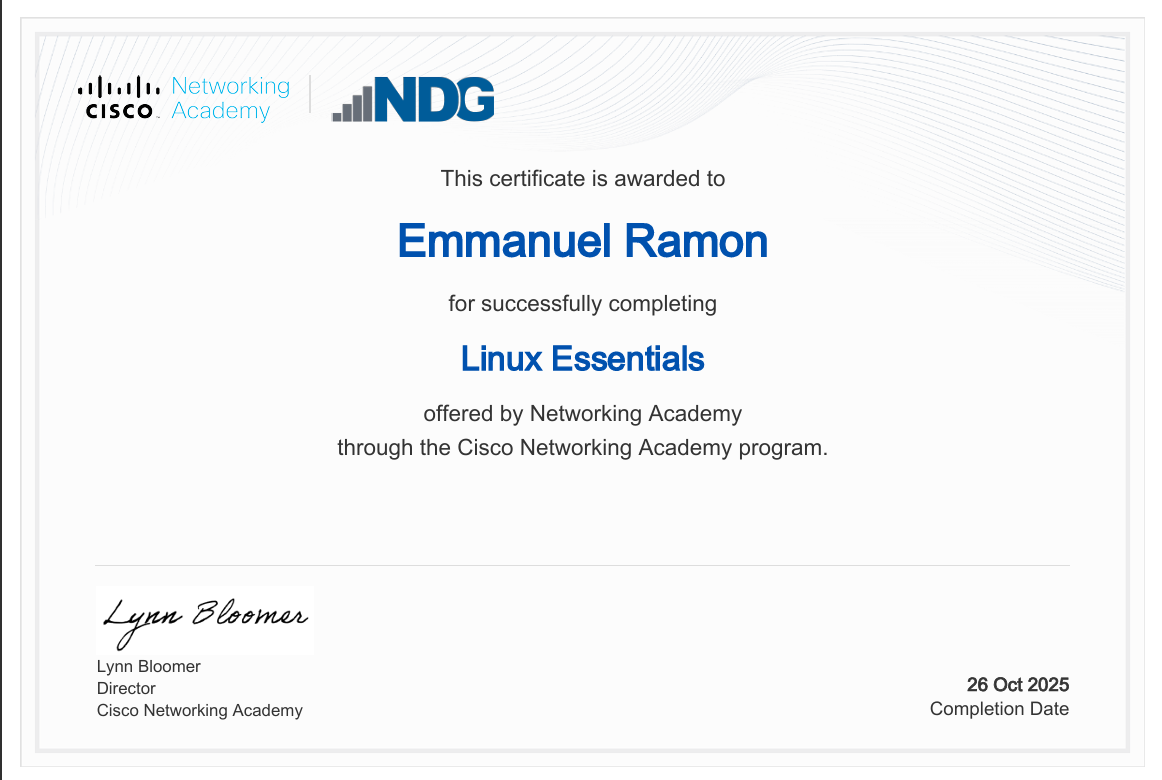 CISCO Networking Academy
NDG
This certificate is awarded to
Emmanuel Ramon
for successfully completing
Linux Essentials
offered by Networking Academy
through the Cisco Networking Academy program.
Lynn Bloomer
Lynn Bloomer
Director
Cisco Networking Academy
26 Oct 2025
Completion Date